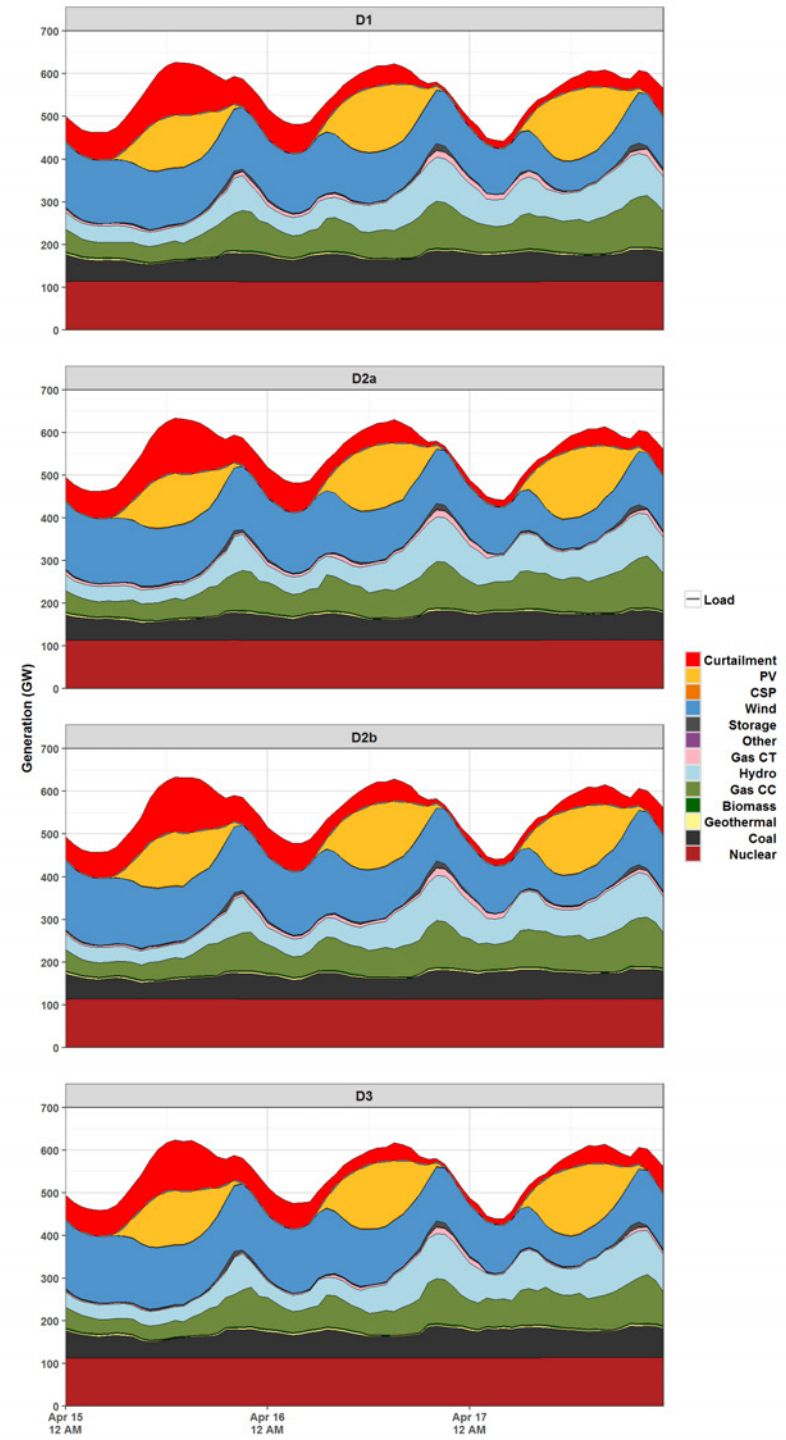 D1
700
600
500
400
300
200
100
0
D2a
700
600
500
400
300
200
100
0
Generation (GW)
D2b
700
600
500
400
300
200
100
0
D3
700
600
500
400
300
200
100
0
Apr 15
12 AM
Apr 16
12 AM
Apr 17
12 AM
Load
Curtailment
PV
CSP
Wind
Storage
Other
Gas CT
Hydro
Gas CC
Biomass
Geothermal
Coal
Nuclear